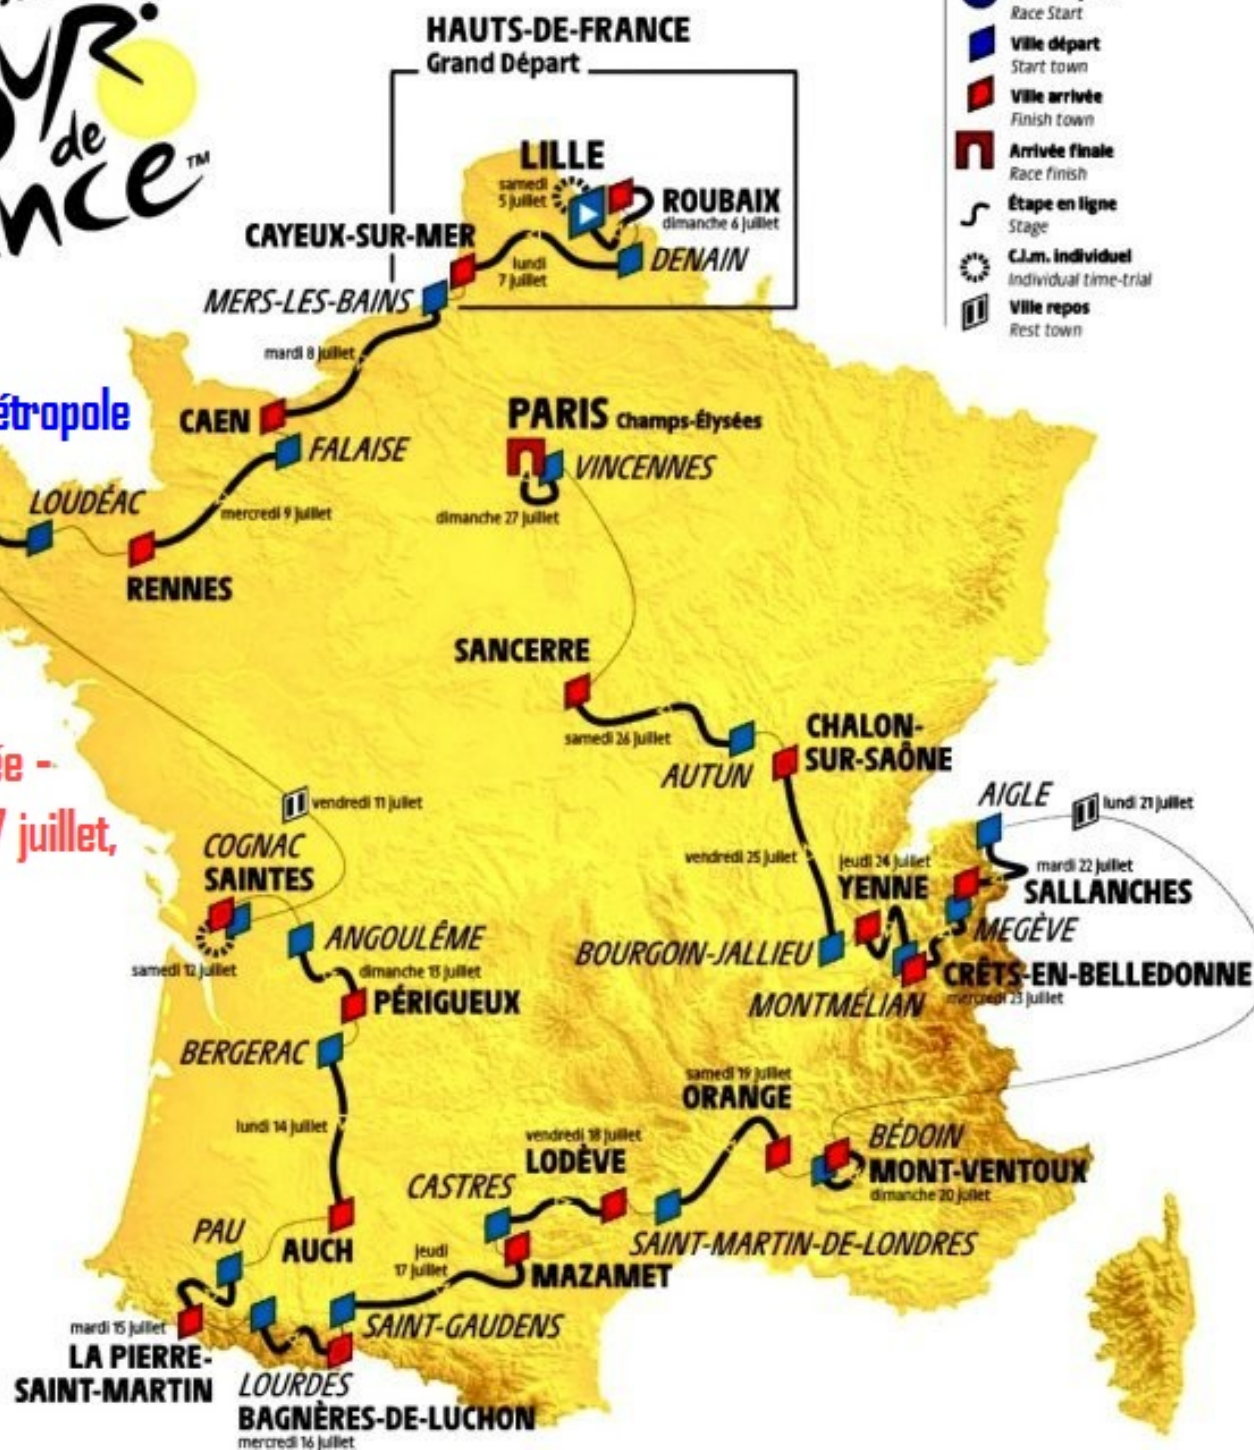 UR
de
nce™
HAUTS-DE-FRANCE
Grand Départ
Race Start
Ville départ
Start town
Ville arrivée
Finish town
Arrivée finale
Race finish
Étape en ligne
Stage
C.l.m. individuel
Individual time-trial
Ville repos
Rest town
LILLE
samedi
5 juillet
ROUBAIX
dimanche 6 juillet
CAYEUX-SUR-MER
lundi
7 juillet
DENAIN
MERS-LES-BAINS
mardi 8 juillet
étropole
CAEN
FALAISE
PARIS Champs-Élysées
VINCENNES
LOUDÉAC
mercredi 9 juillet
dimanche 27 juillet
RENNES
SANCERRE
samedi 26 juillet
CHALON-
SUR-SAÔNE
AUTUN
ée -
7 juillet,
vendredi 11 juillet
AIGLE
lundi 21 juillet
COGNAC
SAINTES
vendredi 25 juillet
jeudi 24 juillet
YENNE
mardi 22 juillet
SALLANCHES
ANGOULÊME
MEGÈVE
BOURGOIN-JALLIEU
samedi 12 juillet
dimanche 13 juillet
PÉRIGUEUX
CRÊTS-EN-BELLEDONNE
mercredi 23 juillet
MONTMÉLIAN
BERGERAC
samedi 19 juillet
ORANGE
lundi 14 juillet
vendredi 18 juillet
LODÈVE
BÉDOIN
MONT-VENTOUX
dimanche 20 juillet
CASTRES
PAU
AUCH
jeudi
17 juillet
SAINT-MARTIN-DE-LONDRES
MAZAMET
mardi 15 juillet
SAINT-GAUDENS
LA PIERRE-
SAINT-MARTIN
LOURDES
BAGNÈRES-DE-LUCHON
mercredi 16 juillet